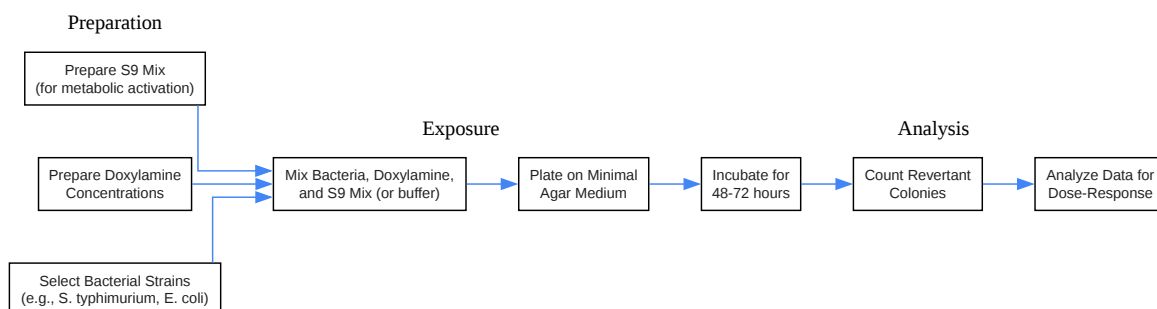 Preparation
Prepare S9 Mix
(for metabolic activation)
Exposure
Analysis
Prepare Doxylamine
Concentrations
Mix Bacteria, Doxylamine,
and S9 Mix (or buffer)
Plate on Minimal
Agar Medium
Incubate for
48-72 hours
Count Revertant
Colonies
Analyze Data for
Dose-Response
Select Bacterial Strains
(e.g., S. typhimurium, E. coli)